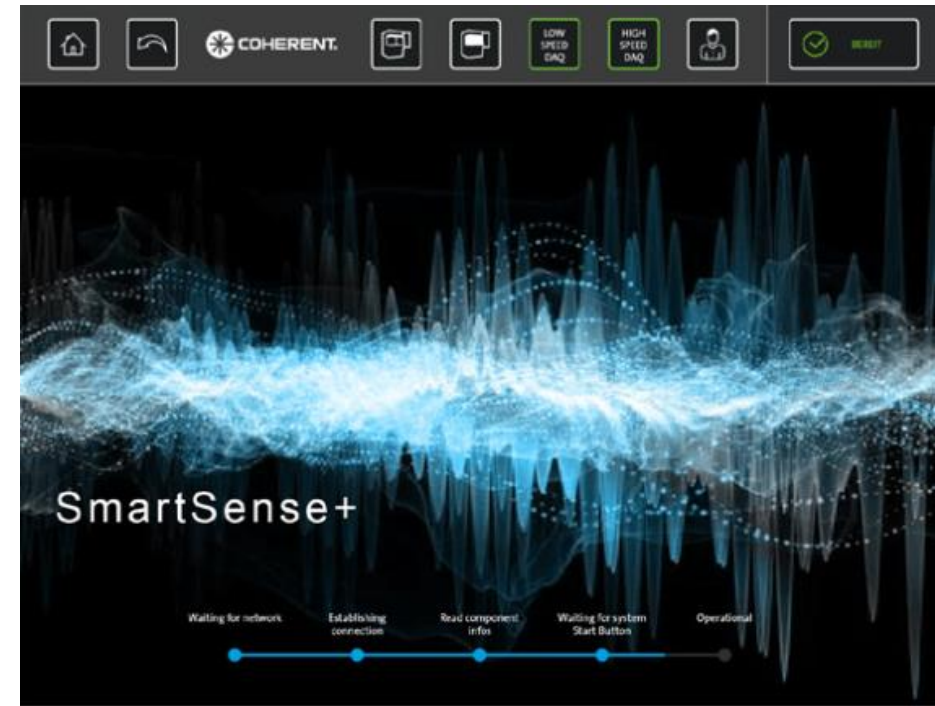 COHERENT.
LOW
SPEED
DAQ
HIGH
SPEED
DAQ
BEREIT
SmartSense+
Waiting for network
Establishing
connection
Read component
infos
Waiting for system
Start Button
Operational